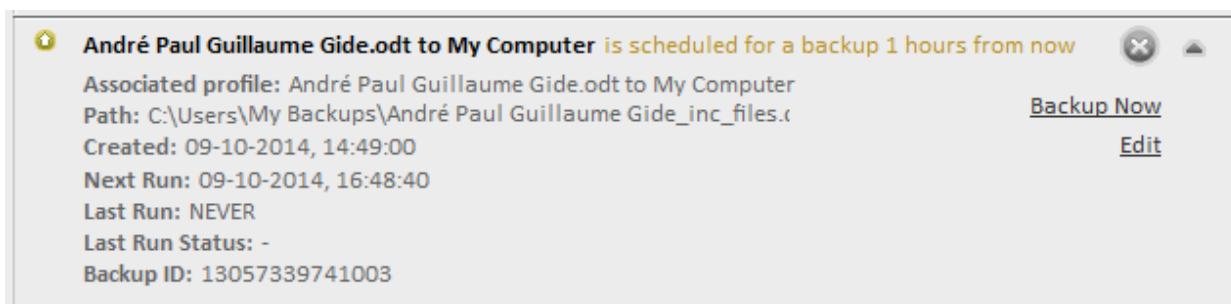 André Paul Guillaume Gide.odt to My Computer is scheduled for a backup 1 hours from now
Associated profile: André Paul Guillaume Gide.odt to My Computer
Path: C:\Users\My Backups\André Paul Guillaume Gide_inc_files.
Backup Now
Created: 09-10-2014, 14:49:00
Edit
Next Run: 09-10-2014, 16:48:40
Last Run: NEVER
Last Run Status: -
Backup ID: 13057339741003